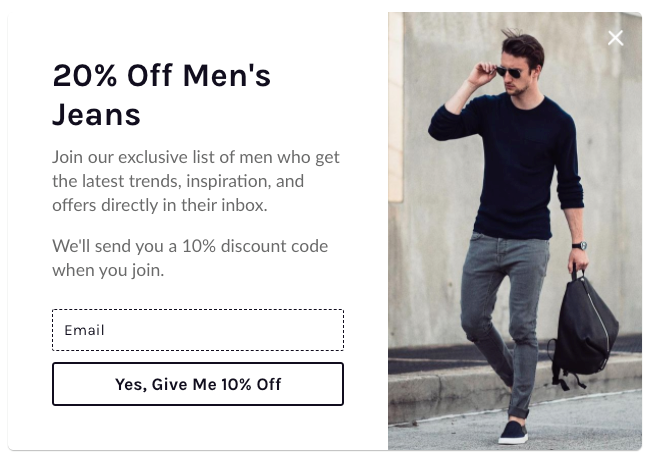 20% Off Men's
Jeans
Join our exclusive list of men who get
the latest trends, inspiration, and
offers directly in their inbox.
We'll send you a 10% discount code
when you join.
Email
Yes, Give Me 10% Off